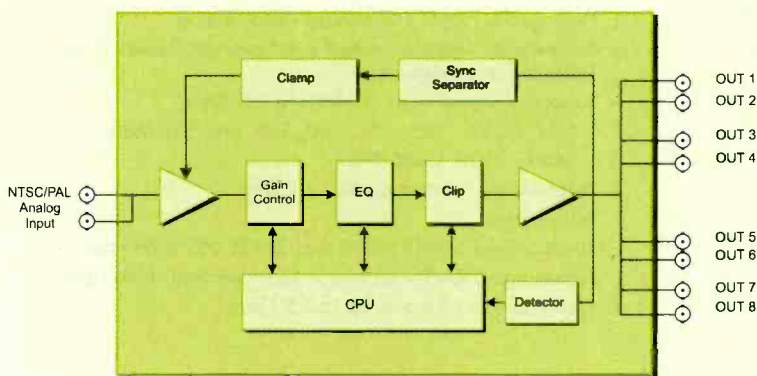 Clamp
Sync
Separator
OUT 1
OUT 2
OUT 3
OUT 4
NTSC/PAL
Analog
Input
Gain
Control
EQ
Clip
OUT 5
OUT 6
CPU
Detector
OUT 7
OUT 8